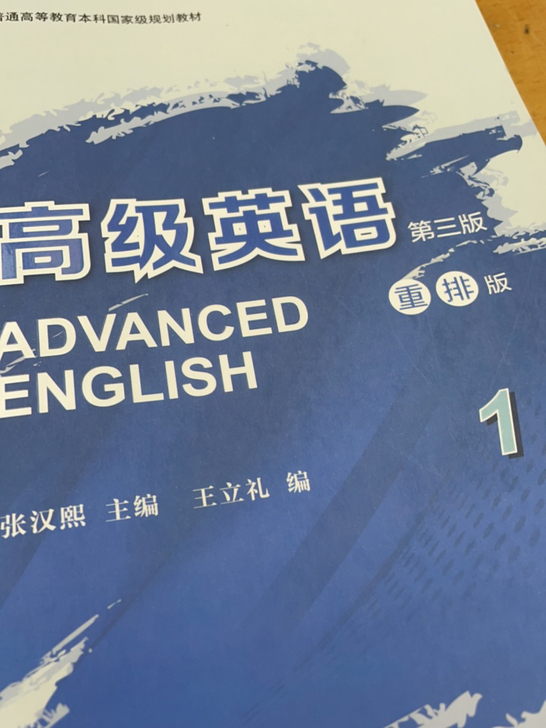 普通高等教育本科国家级规划教材
高级英语 第三版
重排版
ADVANCED
ENGLISH
1
张汉熙 主编 王立礼 编